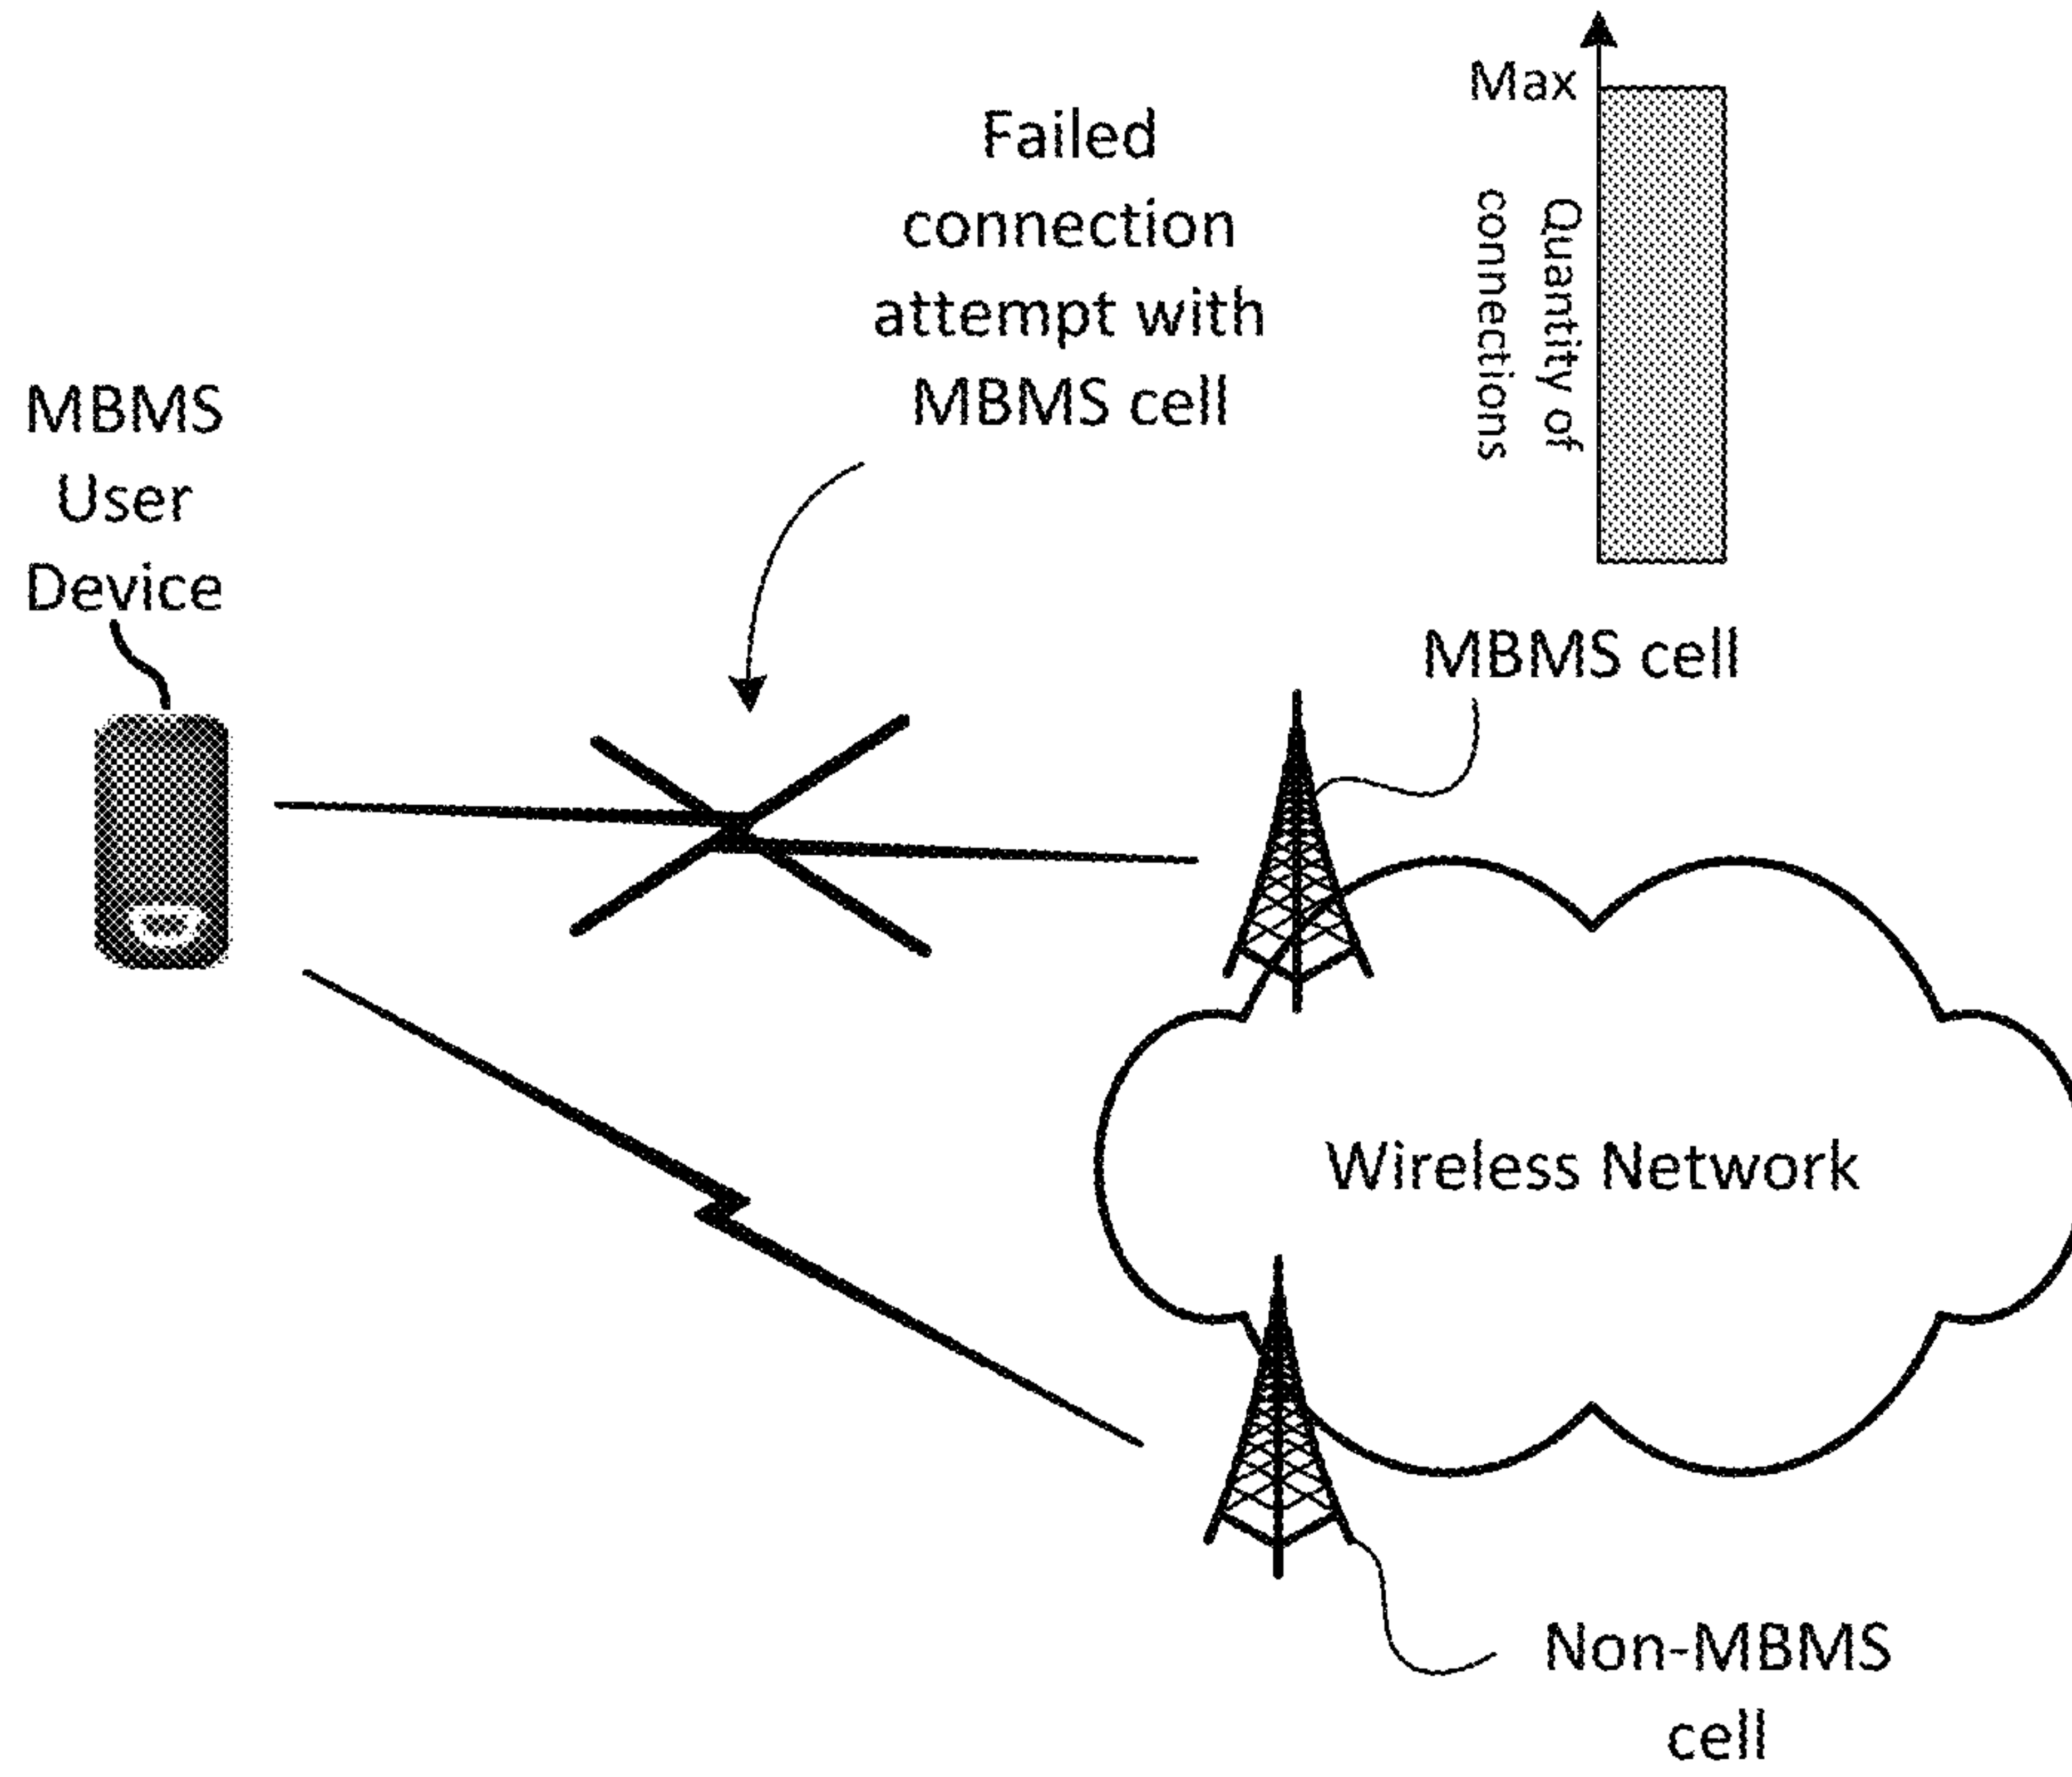 Max
Failed
connection
attempt with
MBMS cell
Quantity of
connections
MBMS
User
Device
MBMS cell
Wireless Network
Non-MBMS
cell